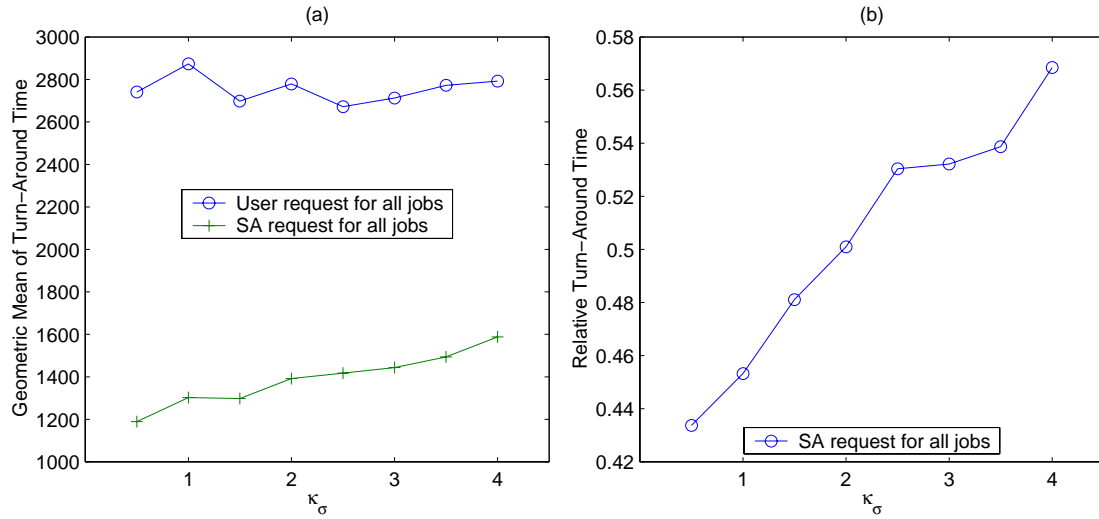 (a)
3000
2800
2600
2400
2200
2000
1800
1600
1400
1200
1000
Geometric Mean of Turn-Around Time
User request for all jobs
SA request for all jobs
1 2 3 4
κσ
(b)
0.58
0.56
0.54
0.52
0.5
0.48
0.46
0.44
0.42
Relative Turn-Around Time
SA request for all jobs
1 2 3 4
κσ